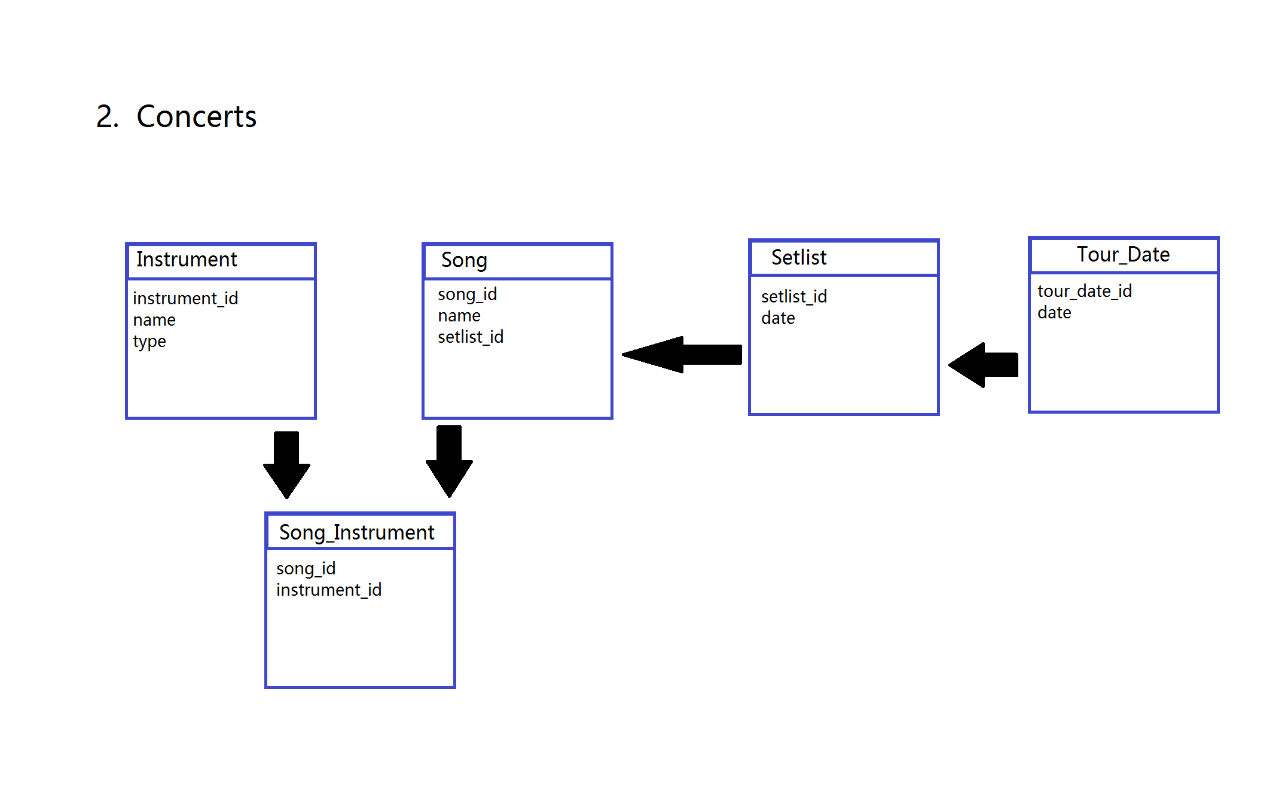 2. Concerts
Instrument
instrument_id
name
type
Song
song_id
name
setlist_id
Setlist
setlist_id
date
Tour_Date
tour_date_id
date
Song_Instrument
song_id
instrument_id